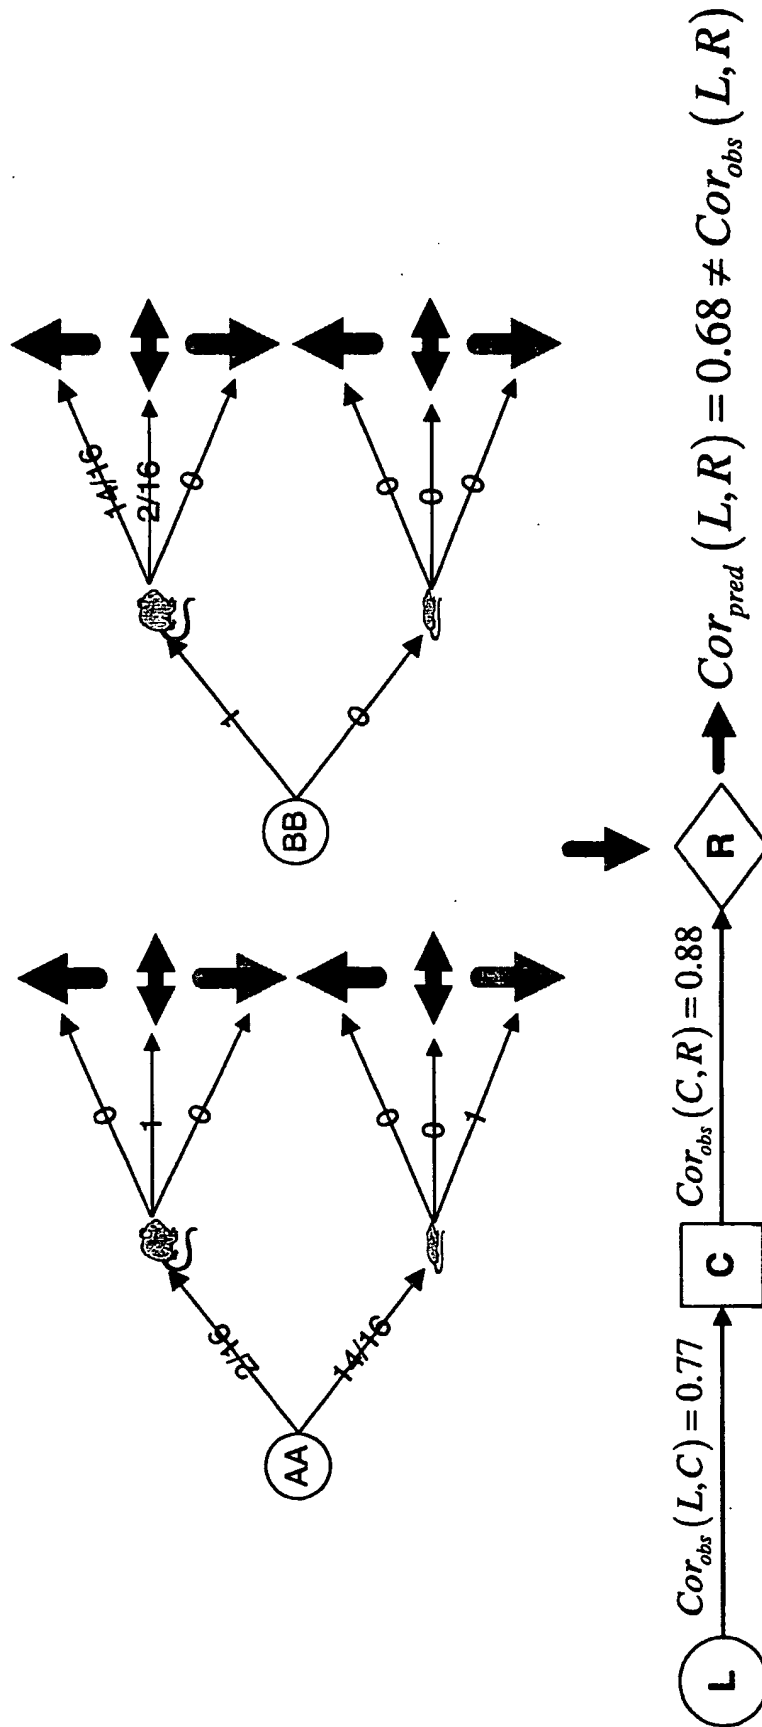 AA
2/16
14/16
0
1
0
0
0
1
BB
1
0
14/16
2/16
0
0
0
0
L
Cor_obs (L, C) = 0.77
C
Cor_obs (C, R) = 0.88
R
Cor_pred (L, R) = 0.68 ≠ Cor_obs (L, R)